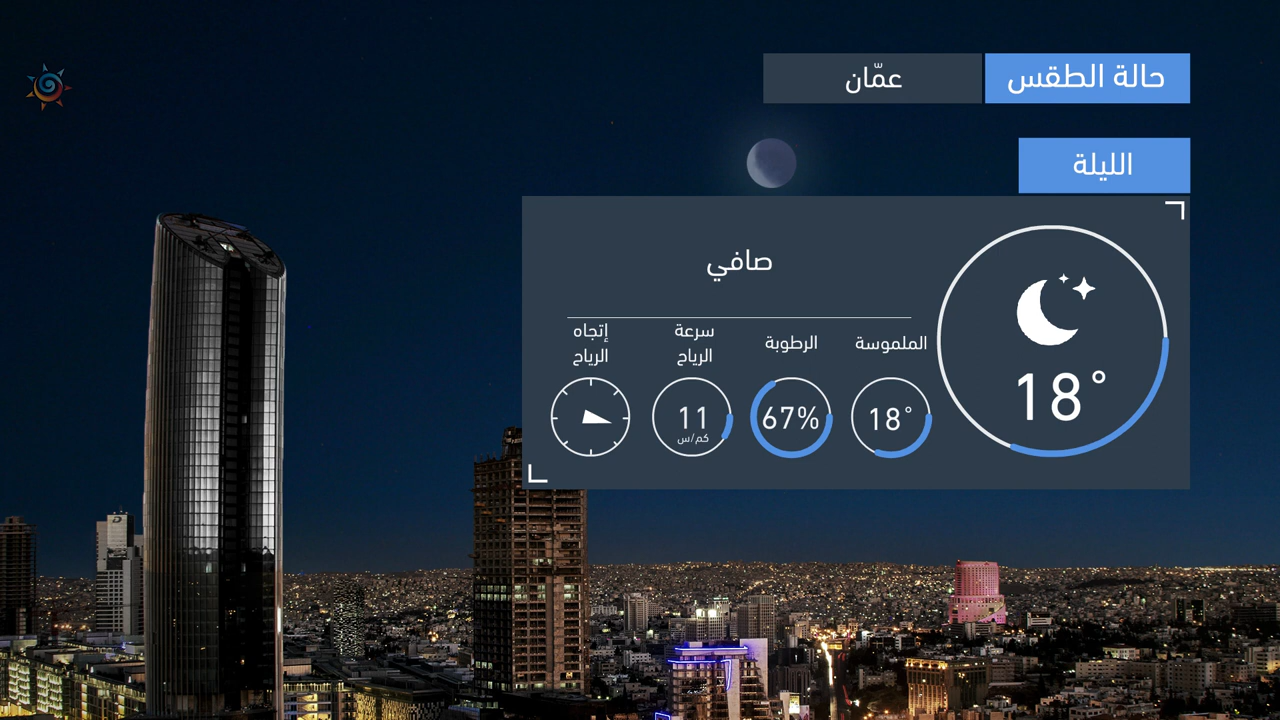 حالة الطقس
عمّان
الليلة
صافي
18°
الملموسة
18°
الرطوبة
67%
سرعة
الرياح
11
كم/س
إتجاه
الرياح